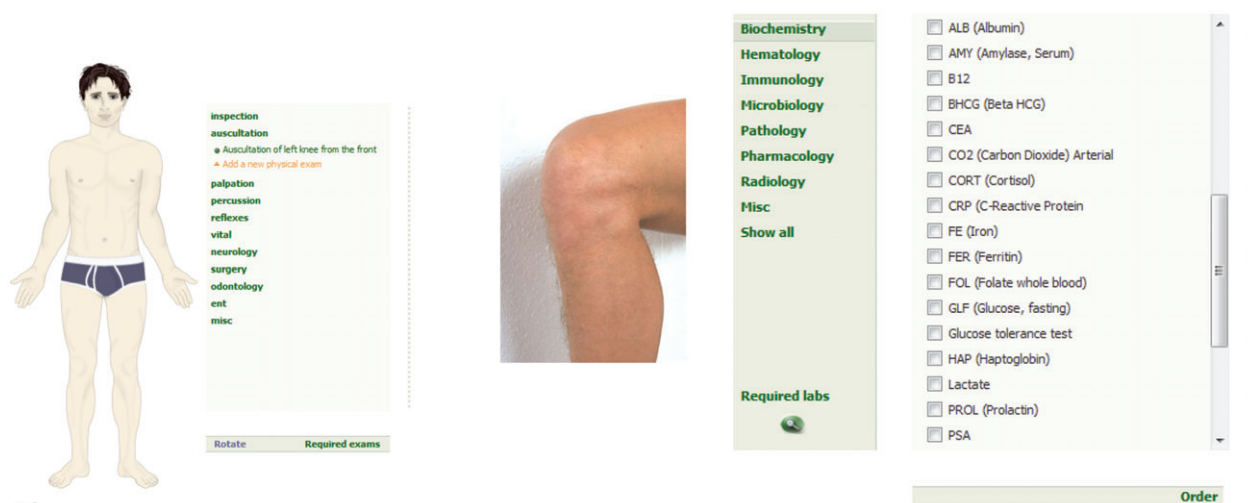 inspection
auscultation
Auscultation of left knee from the front
Add a new physical exam
palpation
percussion
reflexes
vital
neurology
surgery
odontology
ent
misc
Rotate
Required exams
Biochemistry
Hematology
Immunology
Microbiology
Pathology
Pharmacology
Radiology
Misc
Show all
Required labs
ALB (Albumin)
AMY (Amylase, Serum)
B12
BHCG (Beta HCG)
CEA
CO2 (Carbon Dioxide) Arterial
CORT (Cortisol)
CRP (C-Reactive Protein
FE (Iron)
FER (Ferritin)
FOL (Folate whole blood)
GLF (Glucose, fasting)
Glucose tolerance test
HAP (Haptoglobin)
Lactate
PROL (Prolactin)
PSA
Order